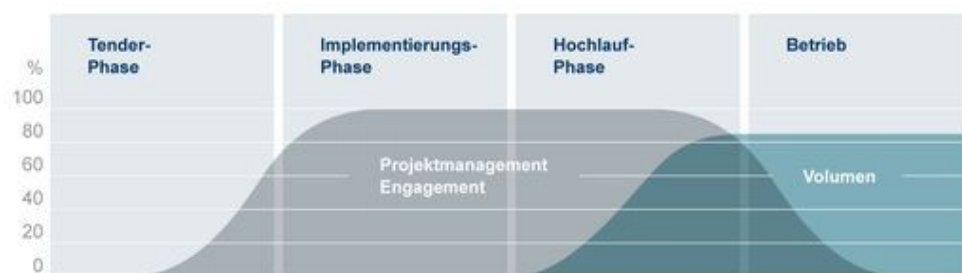 Tender-
Phase
Implementierungs-
Phase
Hochlauf-
Phase
Betrieb
%
100
80
60
40
20
0
Projektmanagement
Engagement
Volumen